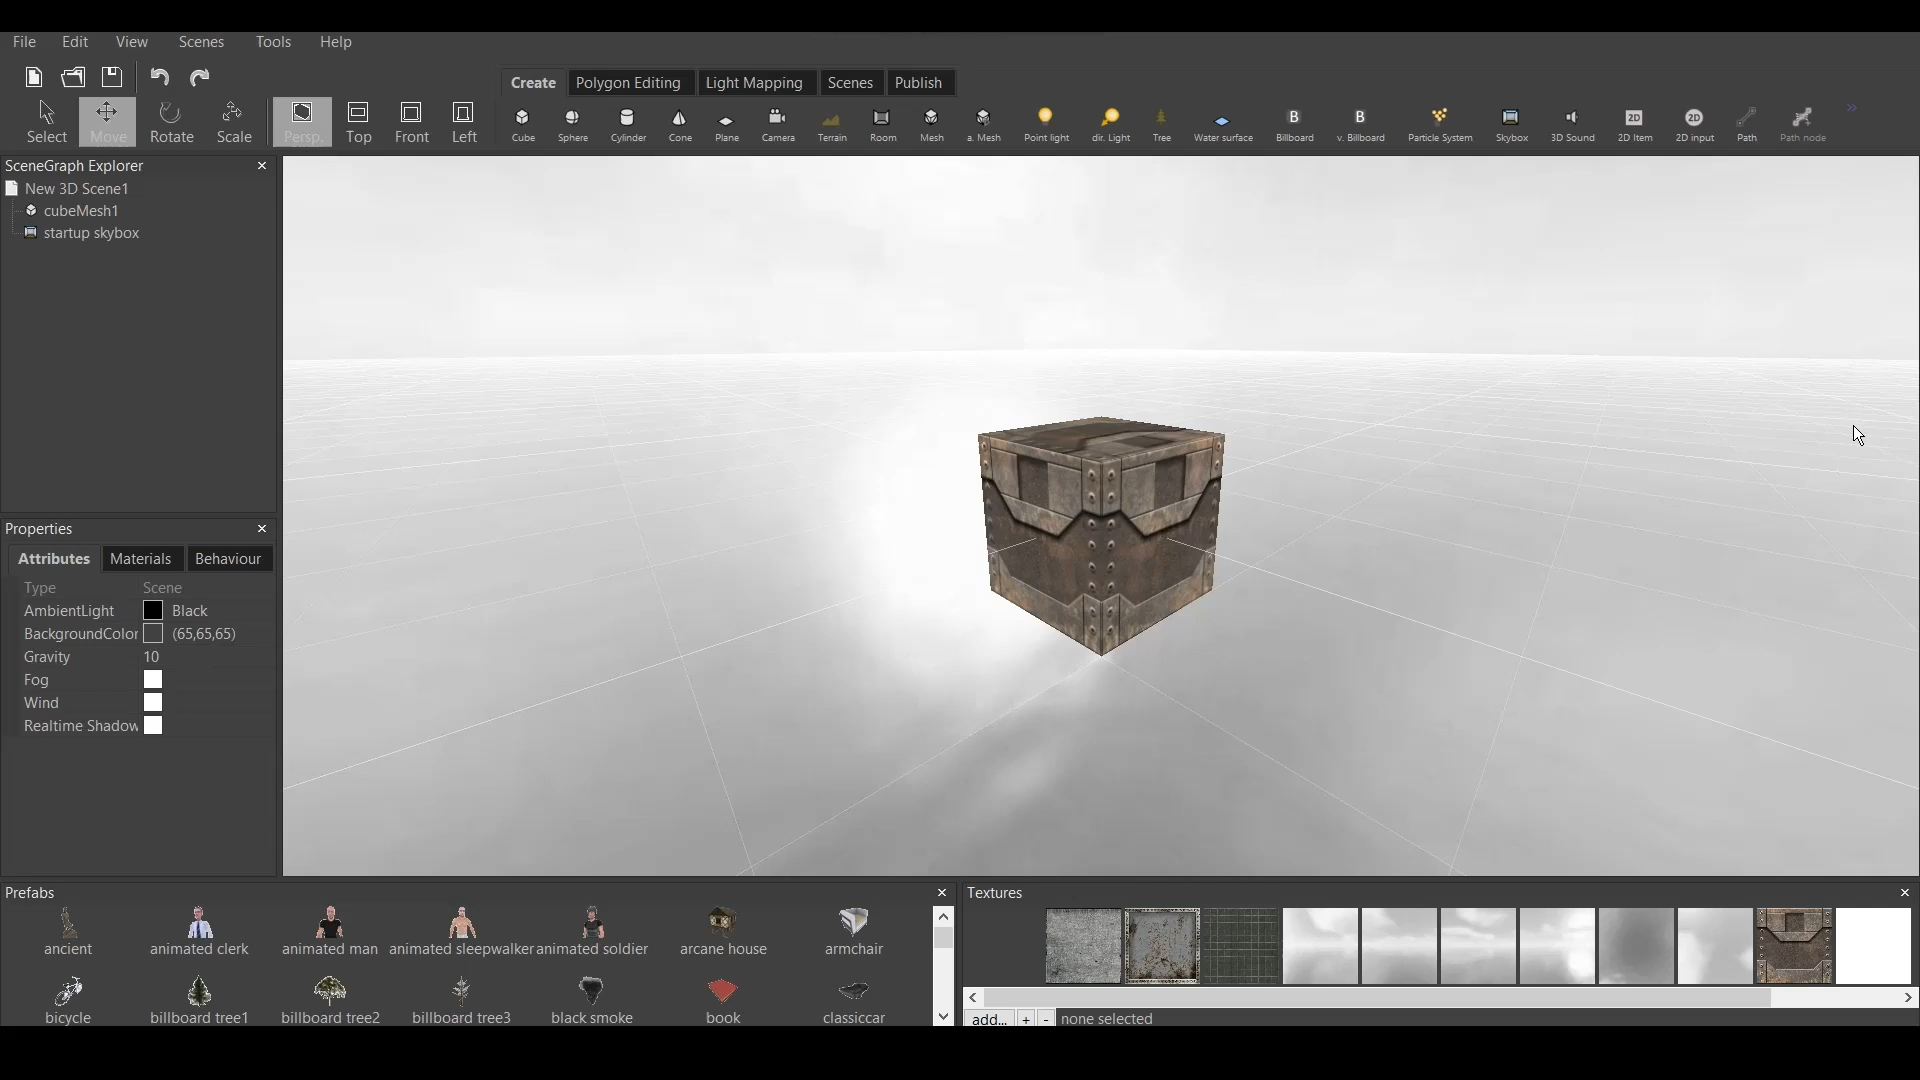 File Edit View Scenes Tools Help
Create Polygon Editing Light Mapping Scenes Publish
Select Move Rotate Scale Persp. Top Front Left
Cube Sphere Cylinder Cone Plane Camera Terrain Room Mesh a. Mesh Point light dir. Light Tree Water surface Billboard v. Billboard Particle System Skybox 3D Sound 2D Item 2D input Path Path node
B B 2D 2D
SceneGraph Explorer
New 3D Scene1
cubeMesh1
startup skybox
Properties
Attributes Materials Behaviour
Type Scene
AmbientLight Black
BackgroundColor (65,65,65)
Gravity 10
Fog
Wind
Realtime Shadow
Prefabs
ancient animated clerk animated man animated sleepwalker animated soldier arcane house armchair
bicycle billboard tree1 billboard tree2 billboard tree3 black smoke book classiccar
Textures
add... + - none selected